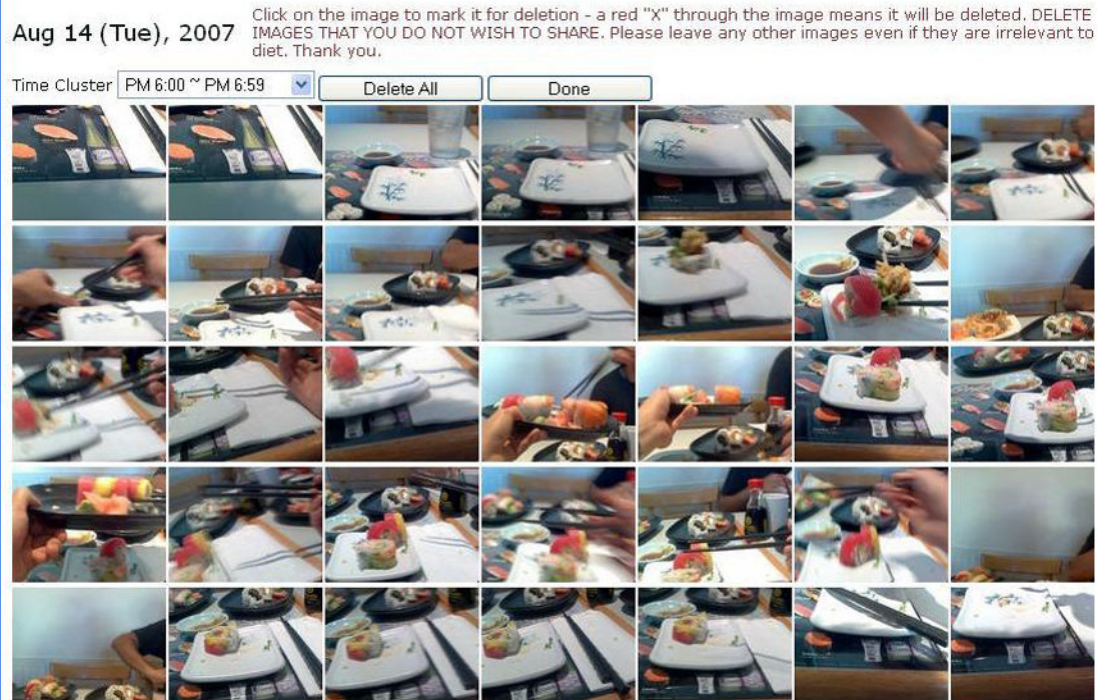 Aug 14 (Tue), 2007
Click on the image to mark it for deletion - a red "X" through the image means it will be deleted. DELETE
IMAGES THAT YOU DO NOT WISH TO SHARE. Please leave any other images even if they are irrelevant to
diet. Thank you.
Time Cluster PM 6:00 ~ PM 6:59 Delete All Done